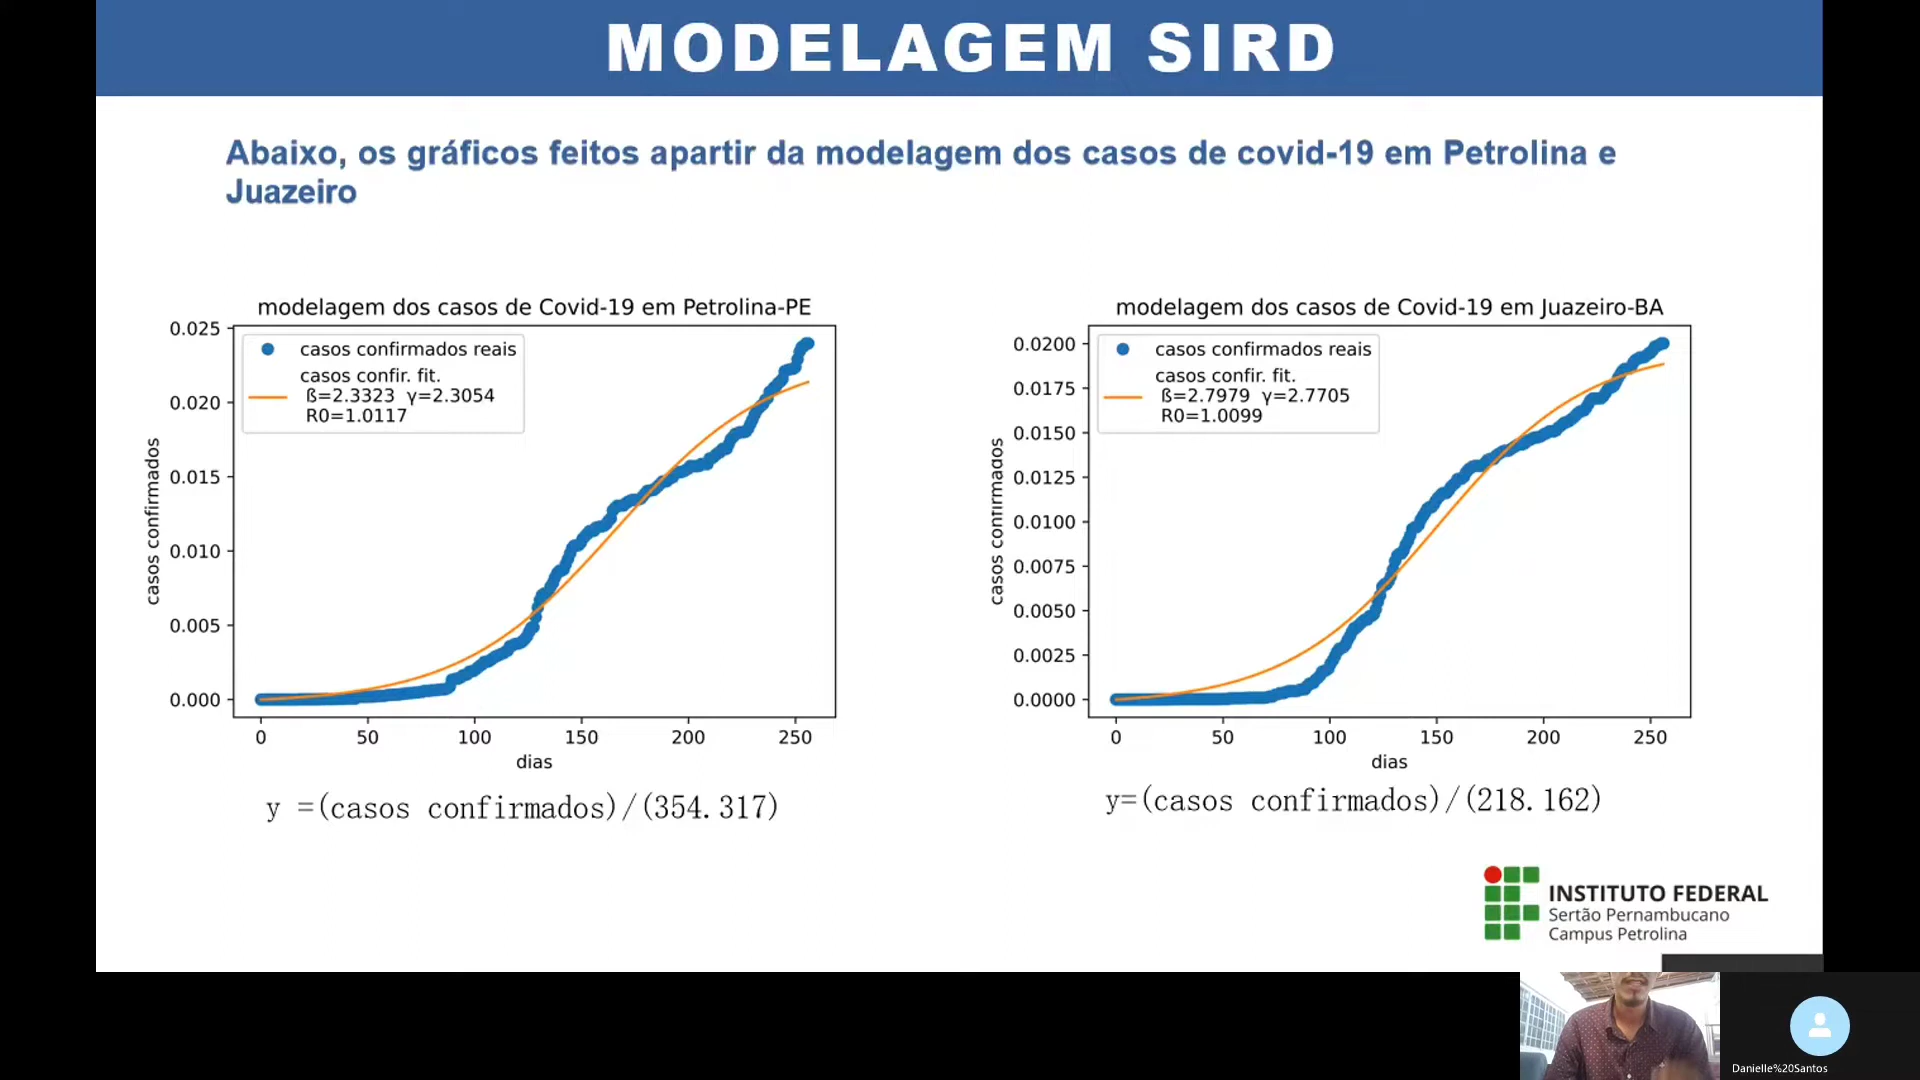 MODELAGEM SIRD
Abaixo, os gráficos feitos apartir da modelagem dos casos de covid-19 em Petrolina e
Juazeiro
modelagem dos casos de Covid-19 em Petrolina-PE
casos confirmados reais
casos confir. fit.
ß=2.3323 γ=2.3054
R0=1.0117
0.025
0.020
0.015
0.010
0.005
0.000
casos confirmados
0 50 100 150 200 250
dias
y =(casos confirmados)/(354.317)
modelagem dos casos de Covid-19 em Juazeiro-BA
casos confirmados reais
casos confir. fit.
ß=2.7979 γ=2.7705
R0=1.0099
0.0200
0.0175
0.0150
0.0125
0.0100
0.0075
0.0050
0.0025
0.0000
casos confirmados
0 50 100 150 200 250
dias
y=(casos confirmados)/(218.162)
INSTITUTO FEDERAL
Sertão Pernambucano
Campus Petrolina
Danielle%20Santos